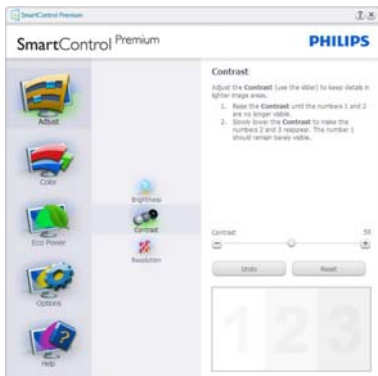 SmartControl Premium
SmartControl Premium
PHILIPS
Adjust
Color
Eco Power
Options
Help
Brightness
Contrast
Resolution
Contrast
Adjust the Contrast (use the slider) to keep details in
lighter image areas.
1. Raise the Contrast until the numbers 1 and 2
are no longer visible.
2. Slowly lower the Contrast to make the
numbers 2 and 3 reappear. The number 1
should remain barely visible.
Contrast
50
Undo
Reset
1 2 3